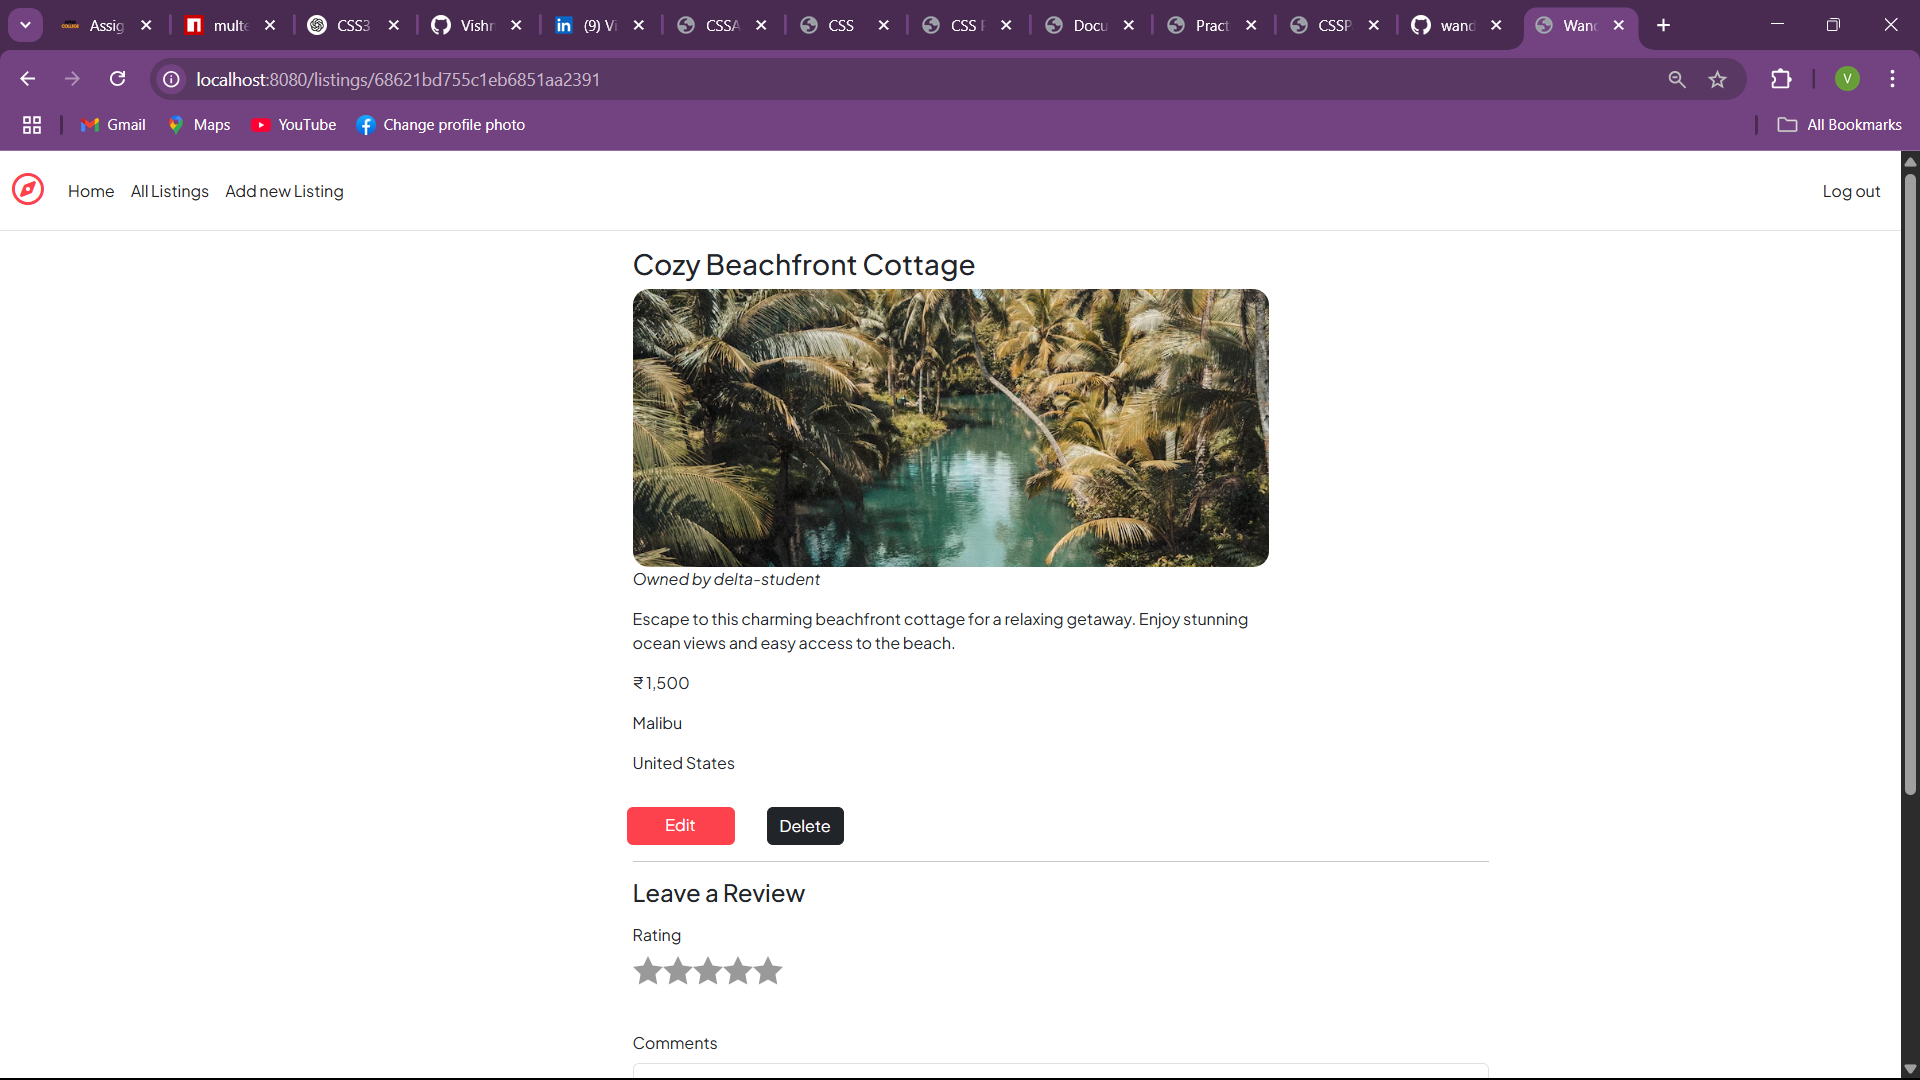 Assig
multe
CSS3
Vishn
(9) Vi
CSSA
CSS
CSS F
Docu
Pract
CSSP
wand
Wand
localhost:8080/listings/68621bd755c1eb6851aa2391
V
Gmail
Maps
YouTube
Change profile photo
All Bookmarks
Home
All Listings
Add new Listing
Log out
Cozy Beachfront Cottage
Owned by delta-student
Escape to this charming beachfront cottage for a relaxing getaway. Enjoy stunning
ocean views and easy access to the beach.
₹ 1,500
Malibu
United States
Edit
Delete
Leave a Review
Rating
Comments